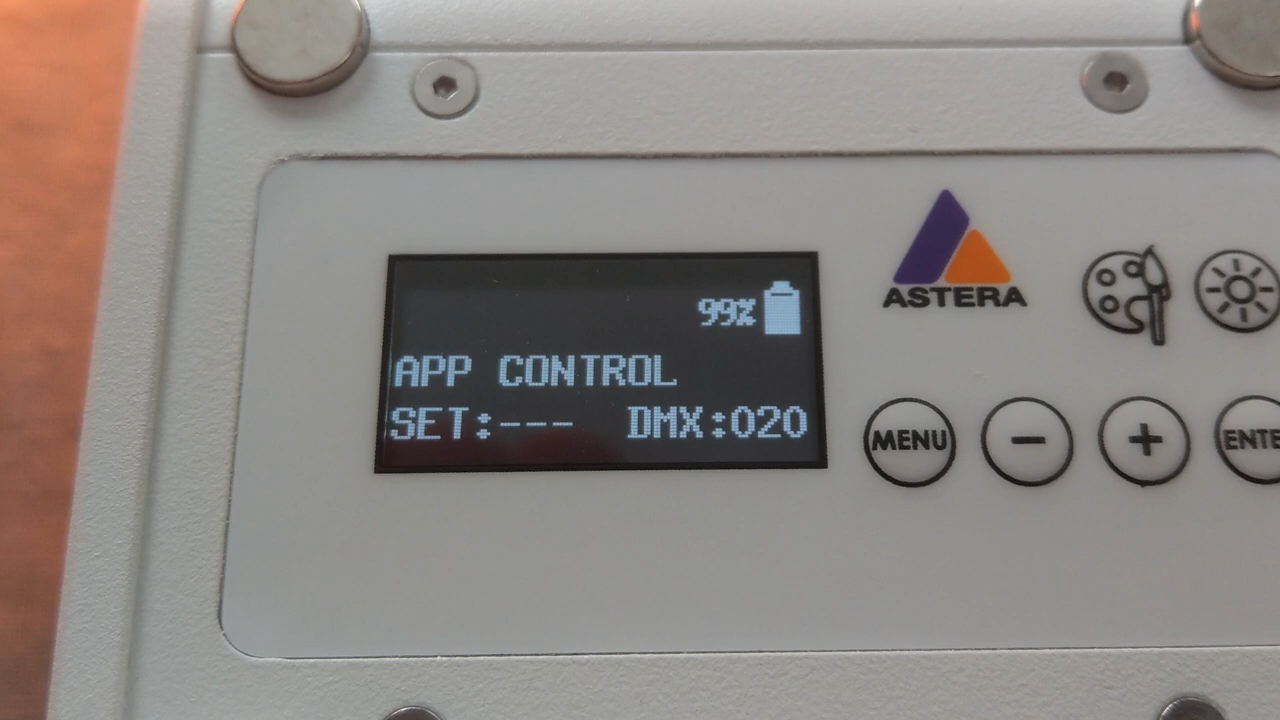 99%
APP CONTROL
SET:--- DMX:020
ASTERA
MENU - + ENTE